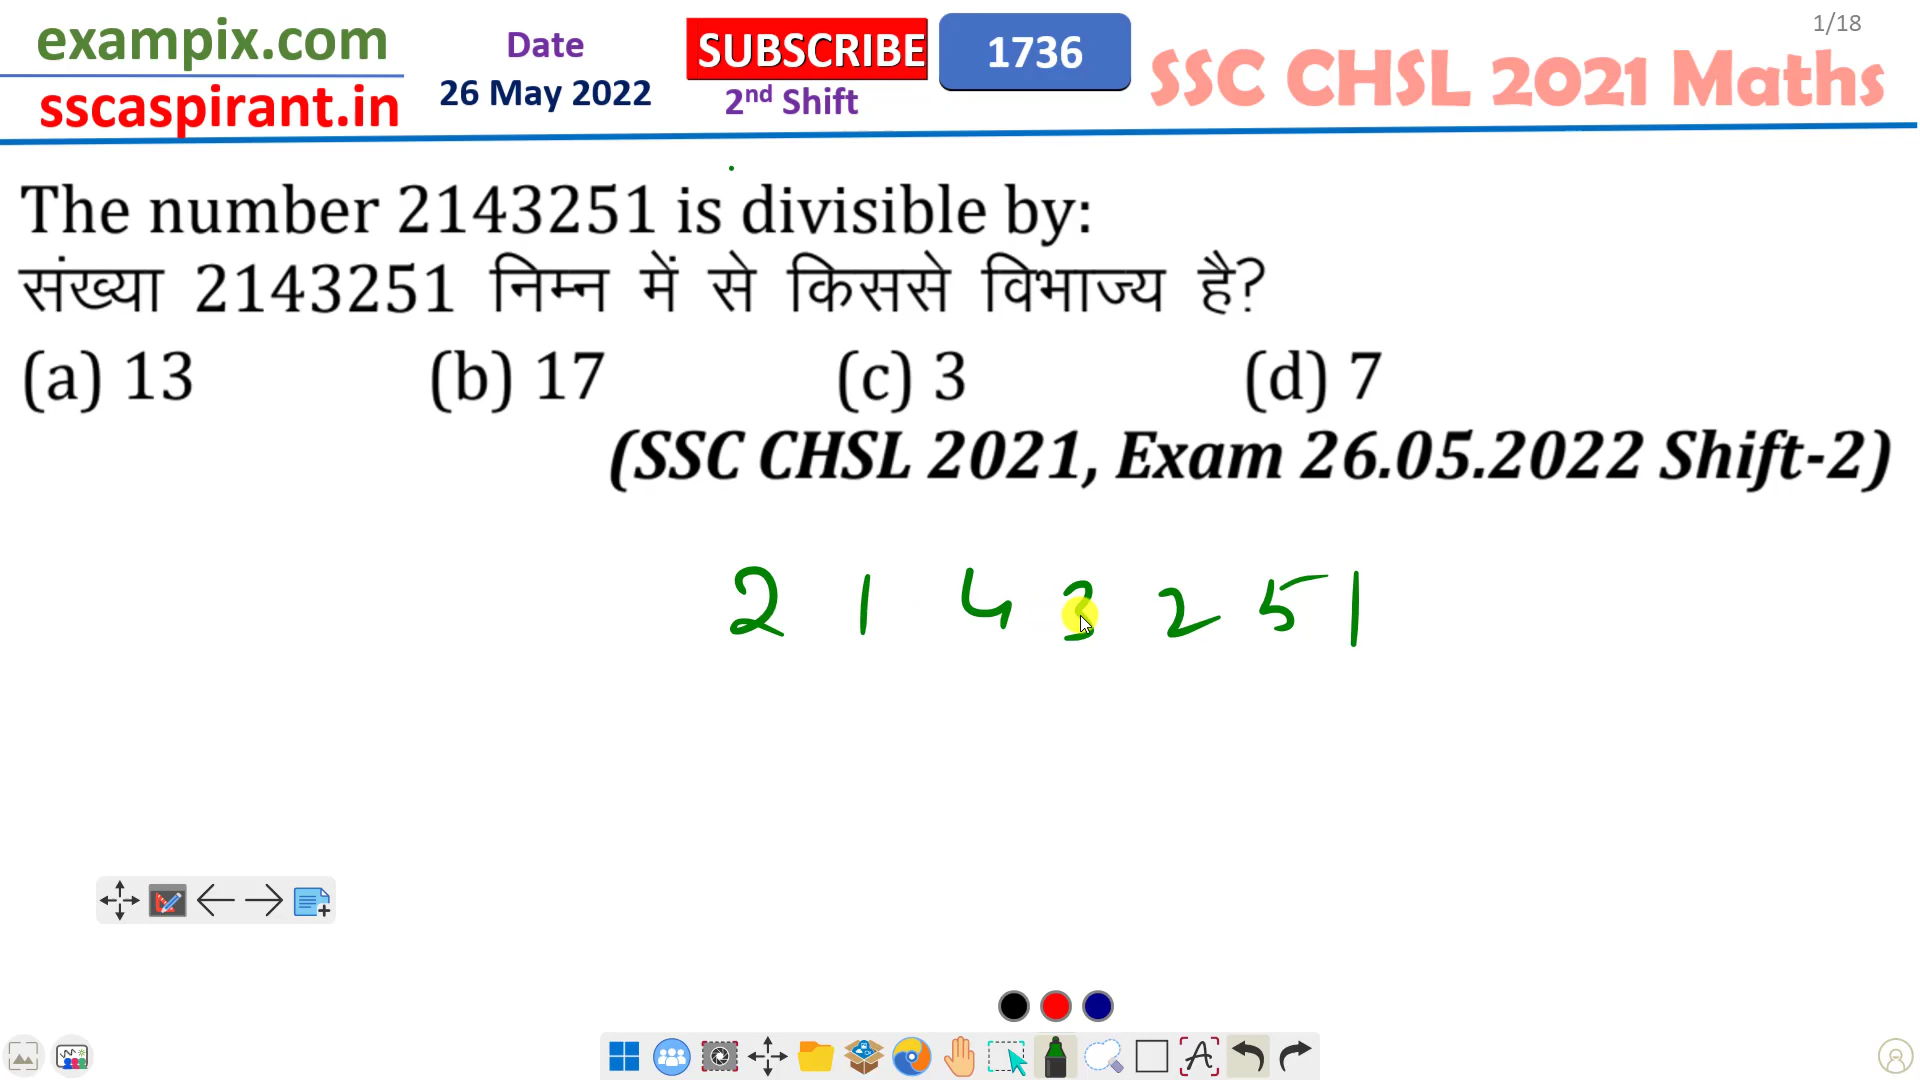 exampix.com
sscaspirant.in
Date
26 May 2022
SUBSCRIBE
2nd Shift
1736
1/18
SSC CHSL 2021 Maths
The number 2143251 is divisible by:
संख्या 2143251 निम्न में से किससे विभाज्य है?
(a) 13 (b) 17 (c) 3 (d) 7
(SSC CHSL 2021, Exam 26.05.2022 Shift-2)
2 1 4 3 2 5 1